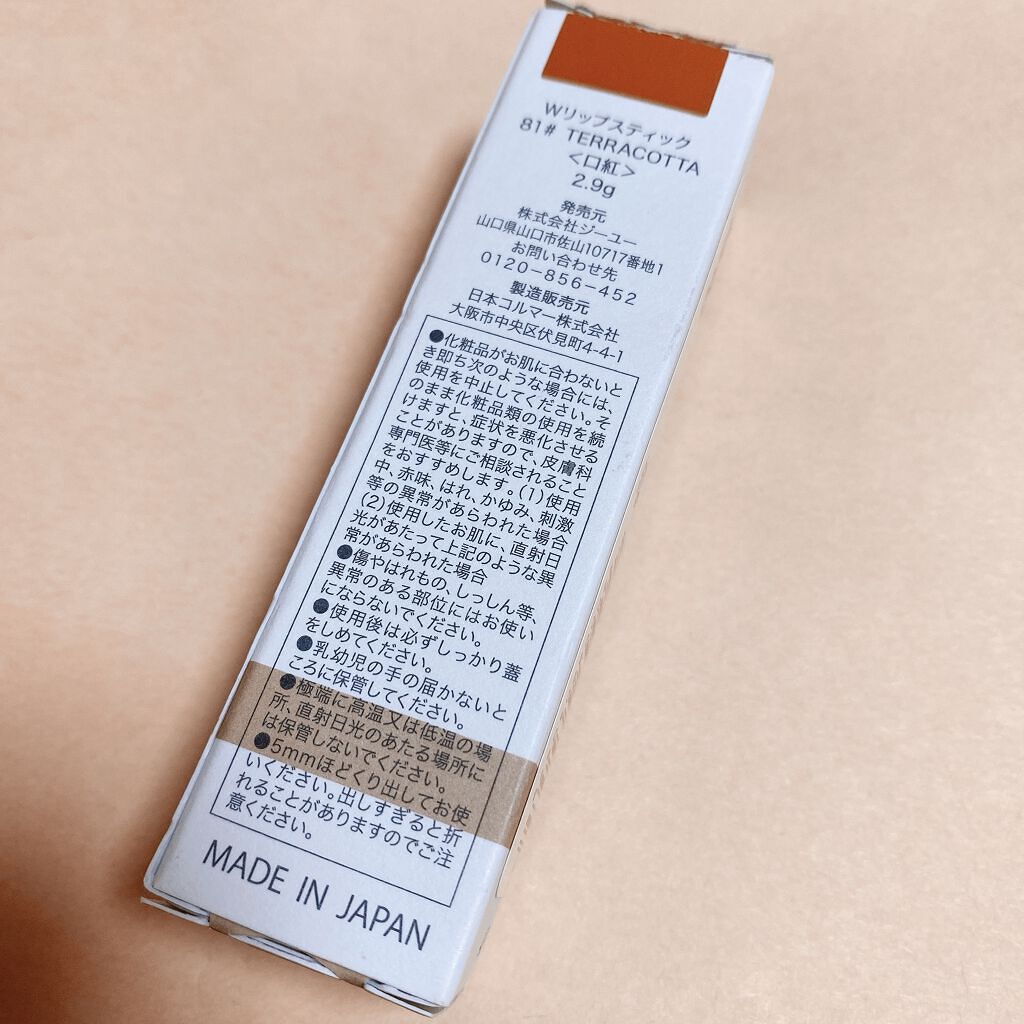 Wリップスティック
81# TERRACOTTA
<口紅>
2.9g
発売元
株式会社ジーユー
山口県山口市佐山10717番地1
お問い合わせ先
0120-856-452
製造販売元
日本コルマー株式会社
大阪市中央区伏見町4-4-1
●化粧品がお肌に合わないと
き即ち次のような場合には、
使用を中止してください。そ
のまま化粧品類の使用を続
けますと、症状を悪化させる
ことがありますので、皮膚科
専門医等にご相談されること
をおすすめします。(1)使用
中、赤味、はれ、かゆみ、刺激
等の異常があらわれた場合
(2)使用したお肌に、直射日
光があたって上記のような異
常があらわれた場合
●傷やはれもの、しっしん等、
異常のある部位にはお使い
にならないでください。
●使用後は必ずしっかり蓋
をしめてください。
●乳幼児の手の届かないと
ころに保管してください。
●極端に高温又は低温の場
所、直射日光のあたる場所に
は保管しないでください。
●5mmほどくり出してお使
いください。出しすぎると折
れることがありますのでご注
意ください。
MADE IN JAPAN